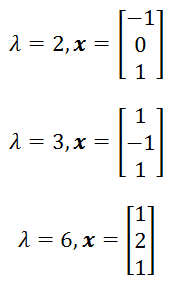 λ = 2, x = [−1 0 1]
λ = 3, x = [1 −1 1]
λ = 6, x = [1 2 1]